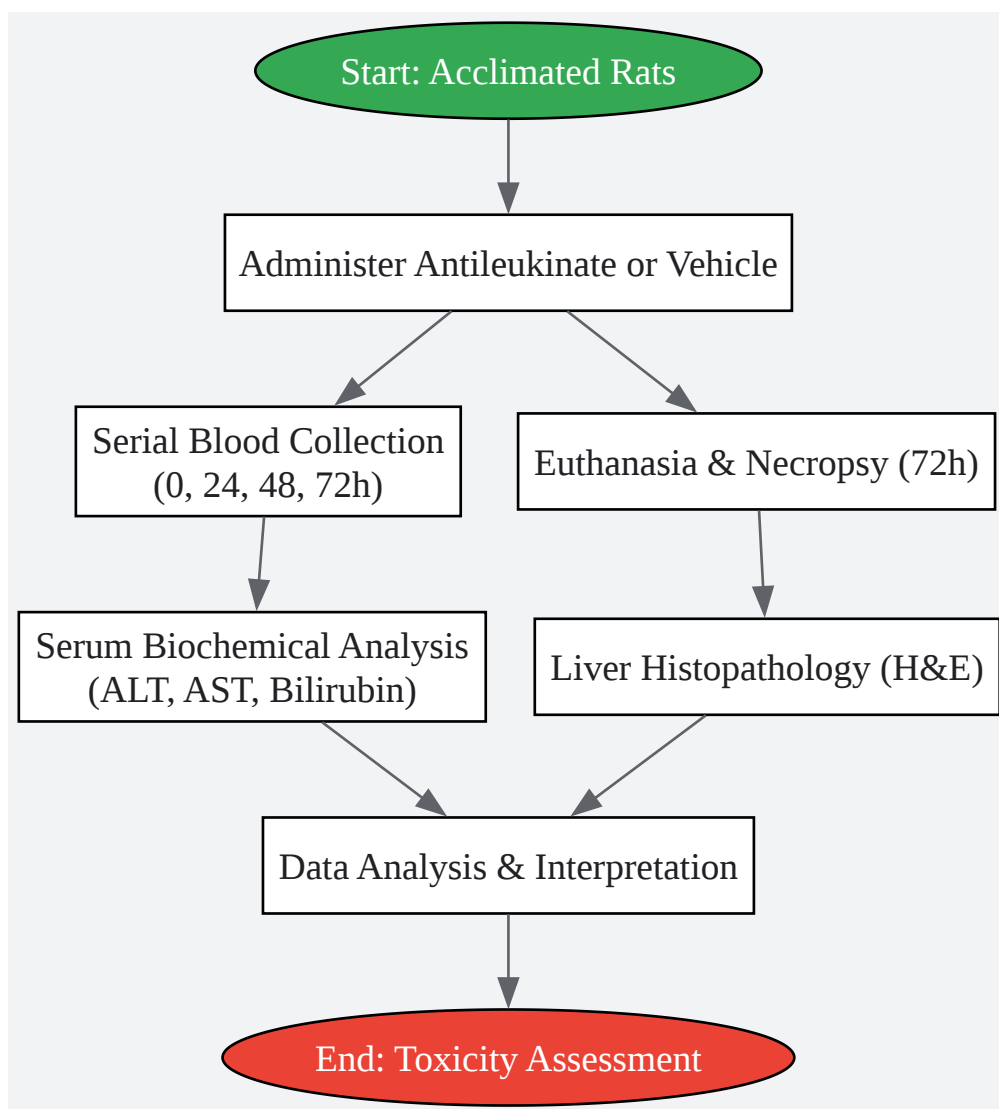 Start: Acclimated Rats
Administer Antileukinate or Vehicle
Serial Blood Collection
(0, 24, 48, 72h)
Euthanasia & Necropsy (72h)
Serum Biochemical Analysis
(ALT, AST, Bilirubin)
Liver Histopathology (H&E)
Data Analysis & Interpretation
End: Toxicity Assessment